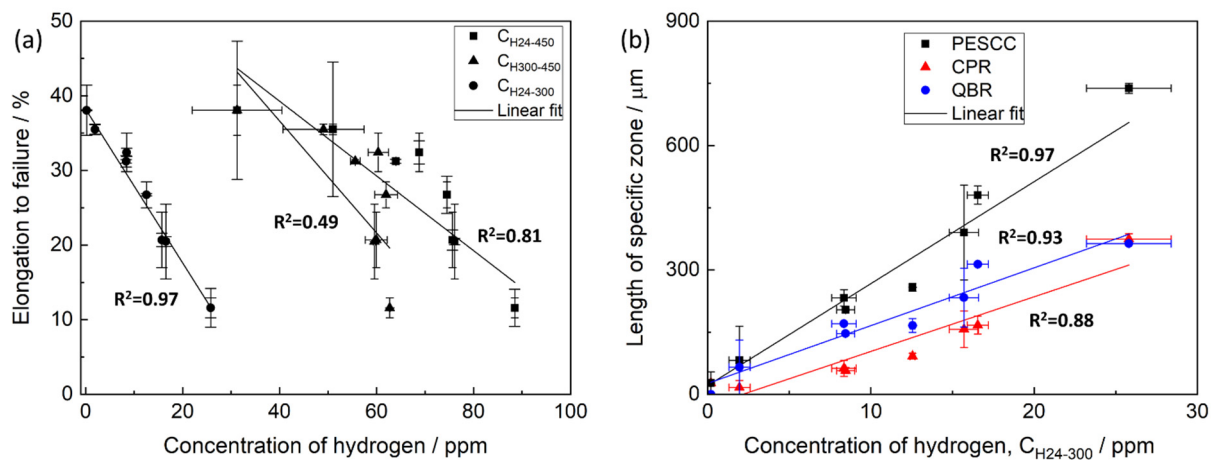 (a)
50
40
30
20
10
0
Elongation to failure / %
C_H24-450
C_H300-450
C_H24-300
Linear fit
R²=0.49
R²=0.81
R²=0.97
0 20 40 60 80 100
Concentration of hydrogen / ppm
(b)
900
600
300
0
Length of specific zone / μm
PESCC
CPR
QBR
Linear fit
R²=0.97
R²=0.93
R²=0.88
0 10 20 30
Concentration of hydrogen, C_H24-300 / ppm